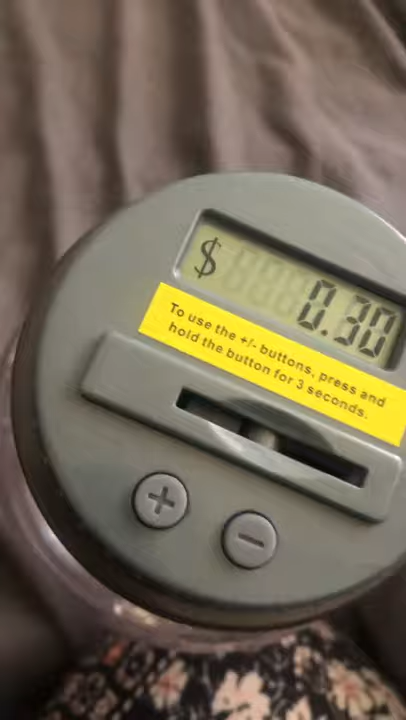 $ 0.30
To use the +/- buttons, press and
hold the button for 3 seconds.
+
-